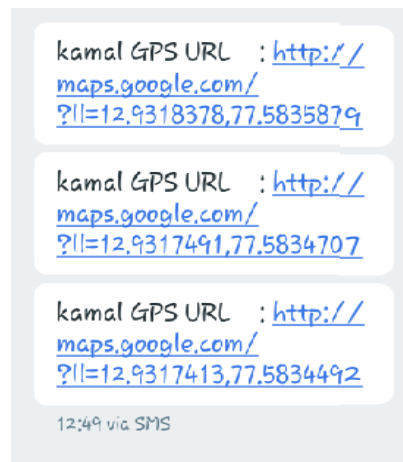 kamal GPS URL : http://
maps.google.com/
?ll=12.9318378,77.5835879
kamal GPS URL : http://
maps.google.com/
?ll=12.9317491,77.5834707
kamal GPS URL : http://
maps.google.com/
?ll=12.9317413,77.5834492
12:49 via SMS